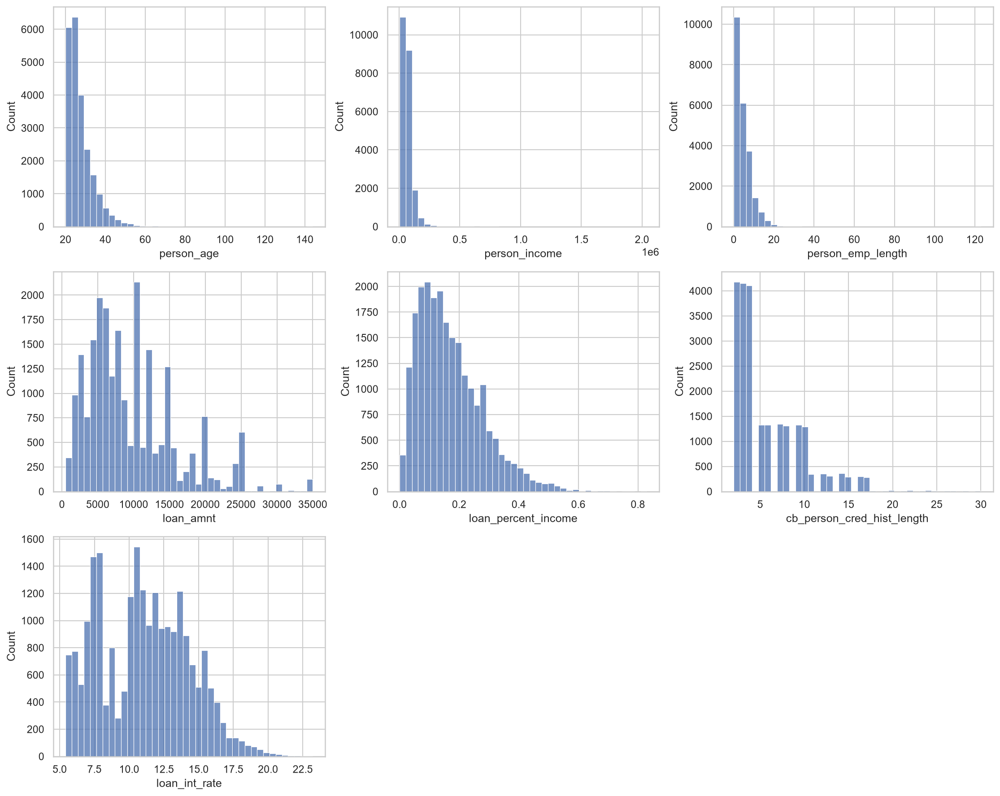 6000
5000
4000
3000
2000
1000
0
Count
20 40 60 80 100 120 140
person_age
10000
8000
6000
4000
2000
0
Count
0.0 0.5 1.0 1.5 2.0
1e6
person_income
10000
8000
6000
4000
2000
0
Count
0 20 40 60 80 100 120
person_emp_length
2000
1750
1500
1250
1000
750
500
250
0
Count
0 5000 10000 15000 20000 25000 30000 35000
loan_amnt
2000
1750
1500
1250
1000
750
500
250
0
Count
0.0 0.2 0.4 0.6 0.8
loan_percent_income
4000
3500
3000
2500
2000
1500
1000
500
0
Count
5 10 15 20 25 30
cb_person_cred_hist_length
1600
1400
1200
1000
800
600
400
200
0
Count
5.0 7.5 10.0 12.5 15.0 17.5 20.0 22.5
loan_int_rate